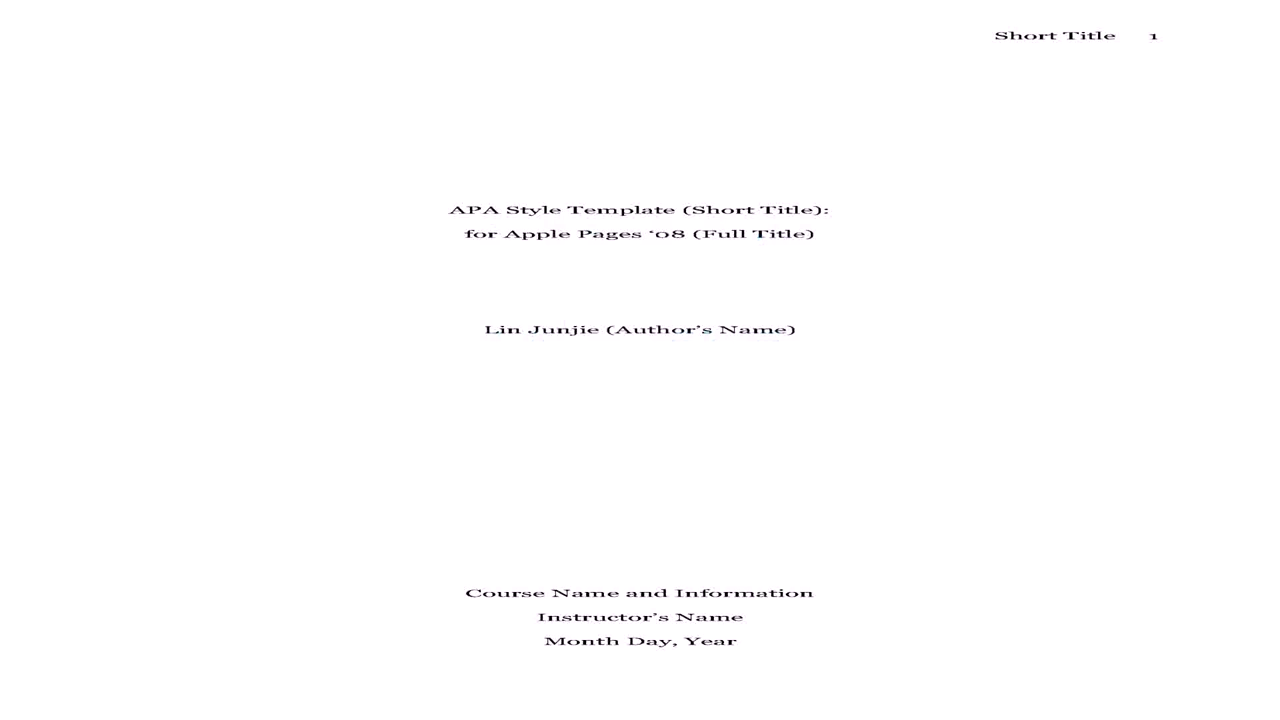 Short Title 1
APA Style Template (Short Title):
for Apple Pages ‘08 (Full Title)
Lin Junjie (Author’s Name)
Course Name and Information
Instructor’s Name
Month Day, Year